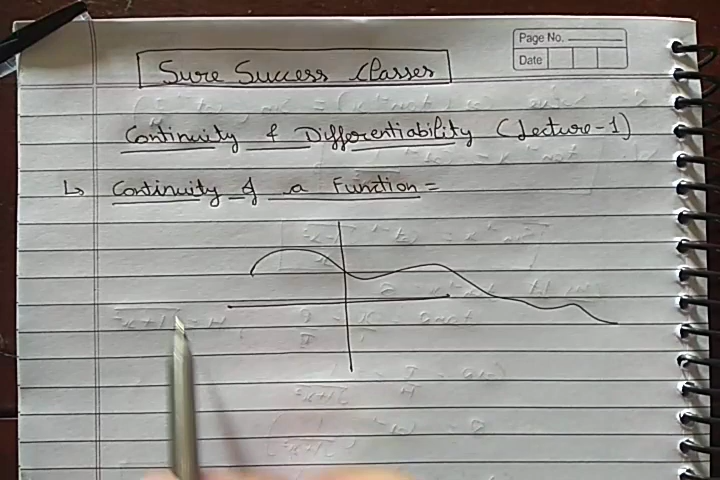 Page No.
Date
Sure Success Classes
Continuity & Differentiability (Lecture-1)
↳ Continuity of a Function =